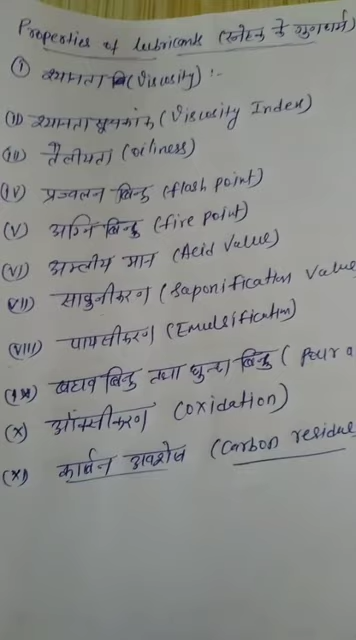 Properties of lubricants (स्नेहक के गुणधर्म)
(I) श्यानता (Viscosity) :-
(II) श्यानता सूचकांक (Viscosity Index)
(III) तैलीयता (Oiliness)
(IV) प्रज्वलन बिन्दु (flash point)
(V) अग्नि बिन्दु (fire point)
(VI) अम्लीय मान (Acid Value)
(VII) साबुनीकरण (Saponification Value
(VIII) पायसीकरण (Emulsification)
(IX) बहाव बिन्दु तथा धुन्ध बिन्दु (Pour
(X) ऑक्सीकरण (Oxidation)
(XI) कार्बन अवशेष (Carbon residue